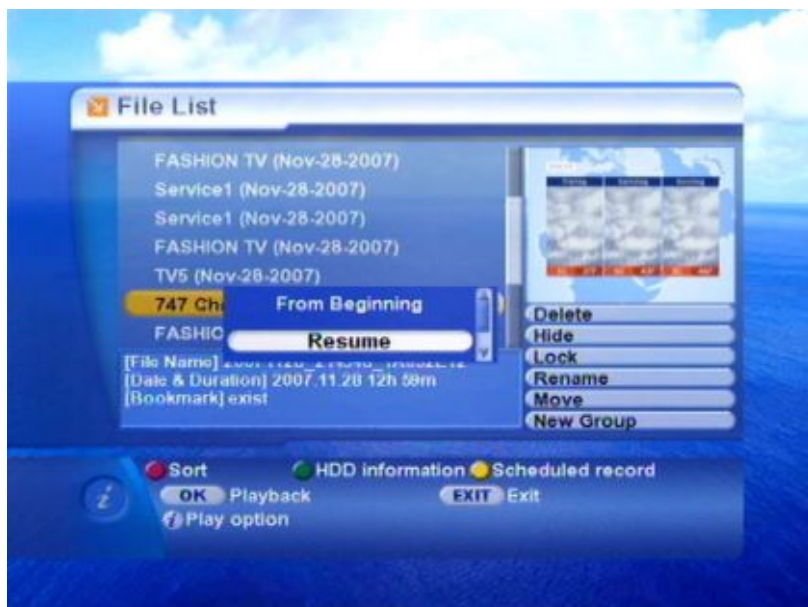 File List
FASHION TV (Nov-28-2007)
Service1 (Nov-28-2007)
Service1 (Nov-28-2007)
FASHION TV (Nov-28-2007)
TV5 (Nov-28-2007)
747
From Beginning
FASHIO
Resume
[File Name]
[Date & Duration] 2007.11.28 12h 59m
[Bookmark] exist
Delete
Hide
Lock
Rename
Move
New Group
Sort
HDD information
Scheduled record
OK Playback
EXIT Exit
i Play option
i